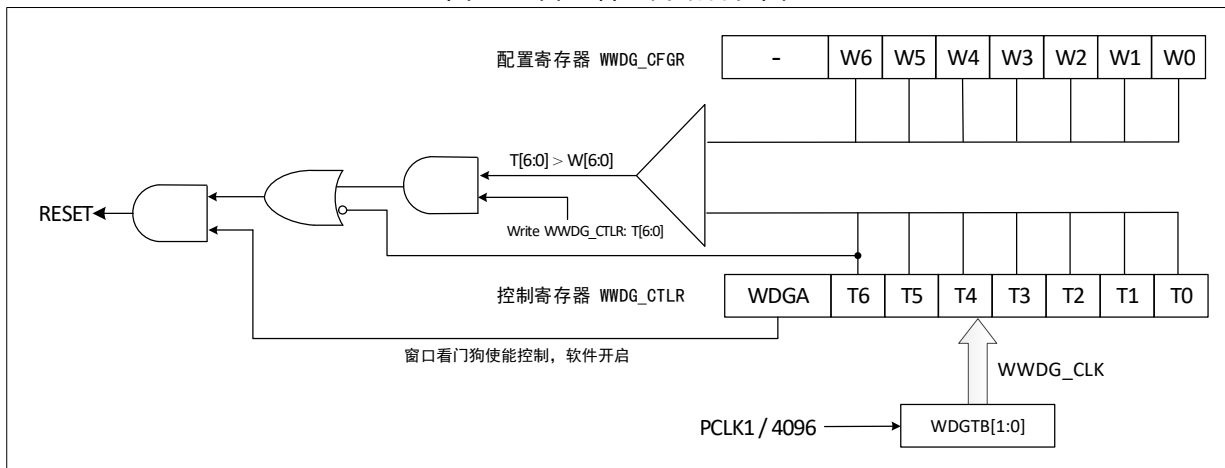 配置寄存器 WWDG_CFGR
- W6 W5 W4 W3 W2 W1 W0
T[6:0] > W[6:0]
RESET
Write WWDG_CTLR: T[6:0]
控制寄存器 WWDG_CTLR
WDGA T6 T5 T4 T3 T2 T1 T0
窗口看门狗使能控制，软件开启
WWDG_CLK
PCLK1 / 4096
WDGTB[1:0]